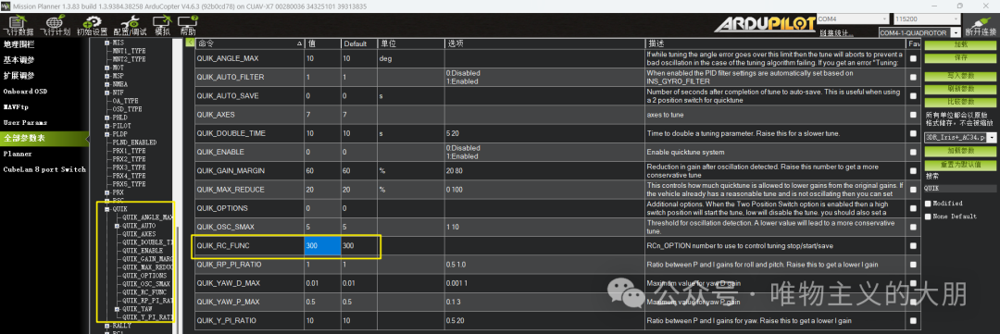 Mission Planner 1.3.83 build 1.3.9384.38258 ArduCopter V4.6.3 (92b0cd78) on CUAV-X7 00280036 34325101 39313835
飞行数据 飞行计划 初始设置 配置/调试 模拟 帮助
ARDUPILOT
COM4
115200
链接统计...
COM4-1-QUADROTOR
断开连接
地理围栏
基本调参
扩展调参
Onboard OSD
MAVFtp
User Params
全部参数表
Planner
CubeLan 8 port Switch
MIS
MNT1_TYPE
MNT2_TYPE
MOT
MSP
NMEA
NTF
OA_TYPE
OSD_TYPE
PHLD
PILOT
PLDP
PLND_ENABLED
PRX1_TYPE
PRX2_TYPE
PRX3_TYPE
PRX4_TYPE
PRX5_TYPE
PRX
PSC
QUIK
QUIK_ANGLE_MAX
QUIK_AUTO
QUIK_AXES
QUIK_DOUBLE_TI
QUIK_ENABLE
QUIK_GAIN_MARG
QUIK_MAX_REDUC
QUIK_OPTIONS
QUIK_OSC_SMAX
QUIK_RC_FUNC
QUIK_RP_PI_RAT
QUIK_YAW
QUIK_Y_PI_RATI
RALLY
RC1
命令 值 Default 单位 选项 描述 Fav
QUIK_ANGLE_MAX 10 10 deg If while tuning the angle error goes over this limit then the tune will aborts to prevent a
bad oscillation in the case of the tuning algorithm failing. If you get an error "Tuning:
QUIK_AUTO_FILTER 1 1 0:Disabled
1:Enabled
When enabled the PID filter settings are automatically set based on
INS_GYRO_FILTER
QUIK_AUTO_SAVE 0 0 s Number of seconds after completion of tune to auto-save. This is useful when using
a 2 position switch for quicktune
QUIK_AXES 7 7 axes to tune
QUIK_DOUBLE_TIME 10 10 s 5 20 Time to double a tuning parameter. Raise this for a slower tune.
QUIK_ENABLE 0 0 0:Disabled
1:Enabled
Enable quicktune system
QUIK_GAIN_MARGIN 60 60 % 20 80 Reduction in gain after oscillation detected. Raise this number to get a more
conservative tune
QUIK_MAX_REDUCE 20 20 % 0 100 This controls how much quicktune is allowed to lower gains from the original gains. If
the vehicle already has a reasonable tune and is not oscillating then you can set
QUIK_OPTIONS 0 0 Additional options. When the Two Position Switch option is enabled then a high
switch position will start the tune, low will disable the tune. you should also set a
QUIK_OSC_SMAX 5 5 1 10 Threshold for oscillation detection. A lower value will lead to a more conservative
tune.
QUIK_RC_FUNC 300 300 RCn_OPTION number to use to control tuning stop/start/save
QUIK_RP_PI_RATIO 1 1 0.5 1.0 Ratio between P and I gains for roll and pitch. Raise this to get a lower I gain
QUIK_YAW_D_MAX 0.01 0.01 0.001 1 Maximum value for yaw D gain
QUIK_YAW_P_MAX 0.5 0.5 0.1 3 Maximum value for yaw P gain
QUIK_Y_PI_RATIO 10 10 0.5 20 Ratio between P and I gains for yaw. Raise this to get a lower I gain
加载
保存
写入参数
刷新参数
比较参数
所有单位都会以原始
格式储存,不会被缩放
3DR_Iris+_AC34.p
加载参数
重置为默认值
搜索
QUIK
Modified
None Default
公众号 · 唯物主义的大朋